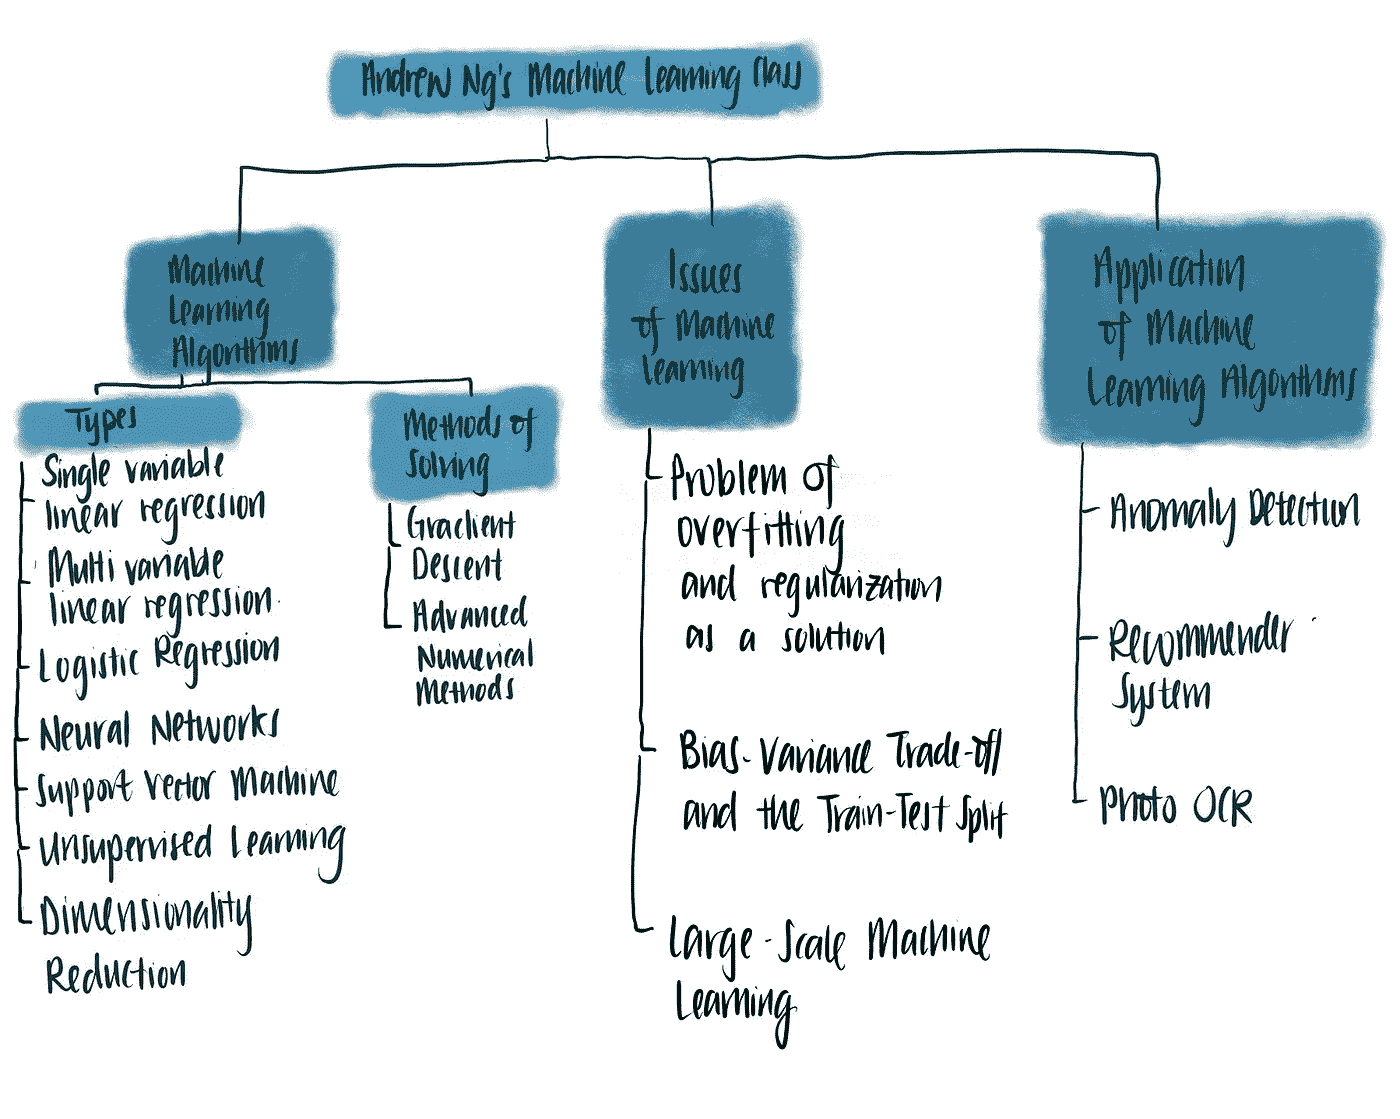 Andrew Ng's Machine Learning Class
Machine
Learning
Algorithms
Types
Single variable
linear regression
Multi variable
linear regression
Logistic Regression
Neural Networks
Support Vector Machine
Unsupervised Learning
Dimensionality
Reduction
Methods of
Solving
Gradient
Descent
Advanced
Numerical
Methods
Issues
of Machine
Learning
Problem of
overfitting
and regularization
as a solution
Bias-Variance Trade-off
and the Train-Test Split
Large-Scale Machine
Learning
Application
of Machine
Learning Algorithms
Anomaly Detection
Recommender
System
Photo OCR